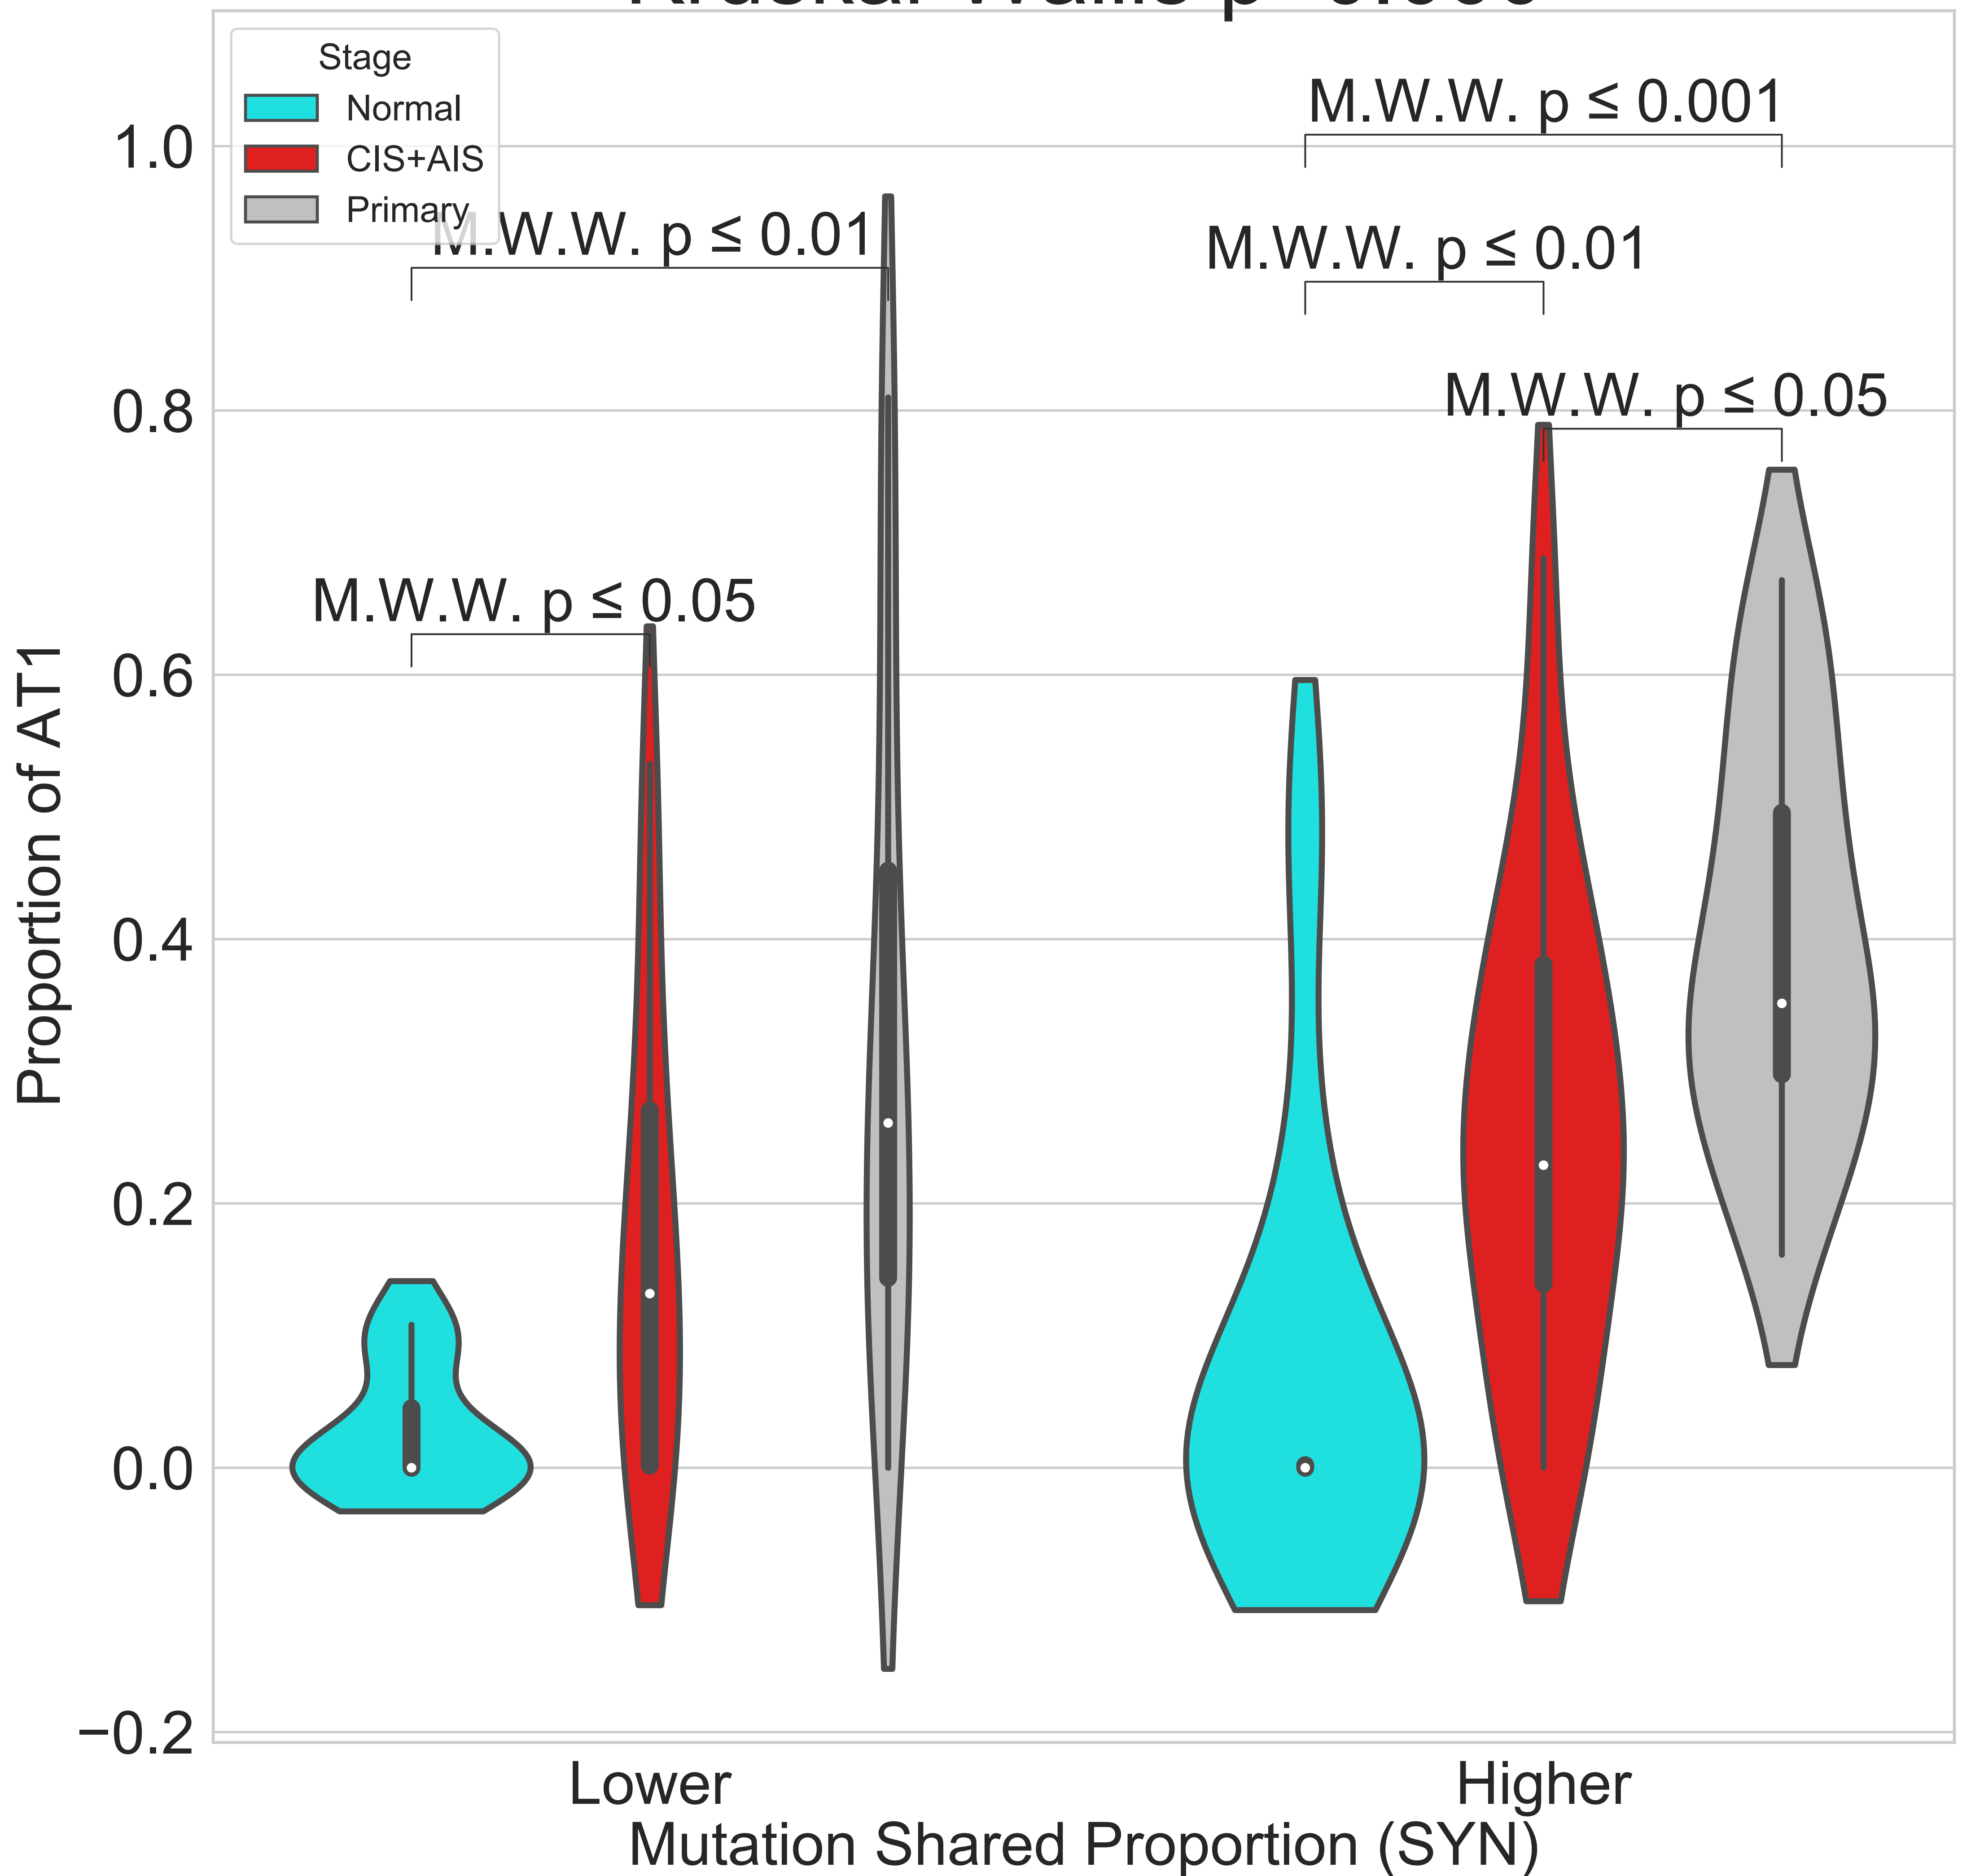 Stage
Normal
CIS+AIS
Primary
M.W.W. p ≤ 0.001
M.W.W. p ≤ 0.01
M.W.W. p ≤ 0.01
M.W.W. p ≤ 0.05
M.W.W. p ≤ 0.05
1.0
0.8
0.6
0.4
0.2
0.0
−0.2
Proportion of AT1
Lower
Higher
Mutation Shared Proportion (SYN)